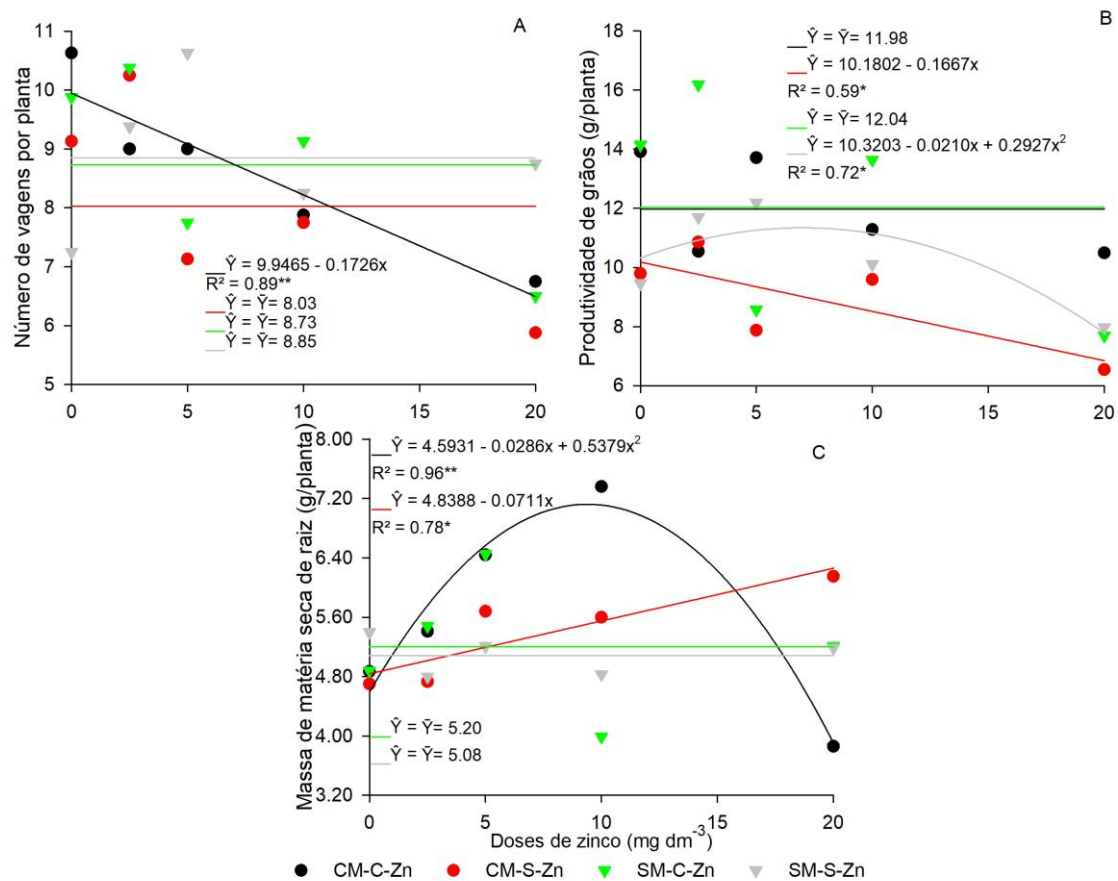 A
Número de vagens por planta
11
10
9
8
7
6
5
0
5
10
15
20
Ŷ = 9.9465 - 0.1726x
R² = 0.89**
Ŷ = Ȳ= 8.03
Ŷ = Ȳ= 8.73
Ŷ = Ȳ= 8.85
B
Produtividade de grãos (g/planta)
18
16
14
12
10
8
6
0
5
10
15
20
Ŷ = Ȳ= 11.98
Ŷ = 10.1802 - 0.1667x
R² = 0.59*
Ŷ = Ȳ= 12.04
Ŷ = 10.3203 - 0.0210x + 0.2927x²
R² = 0.72*
C
Massa de matéria seca de raiz (g/planta)
8.00
7.20
6.40
5.60
4.80
4.00
3.20
0
5
10
15
20
Ŷ = 4.5931 - 0.0286x + 0.5379x²
R² = 0.96**
Ŷ = 4.8388 - 0.0711x
R² = 0.78*
Ŷ = Ȳ= 5.20
Ŷ = Ȳ= 5.08
Doses de zinco (mg dm⁻³)
CM-C-Zn CM-S-Zn SM-C-Zn SM-S-Zn